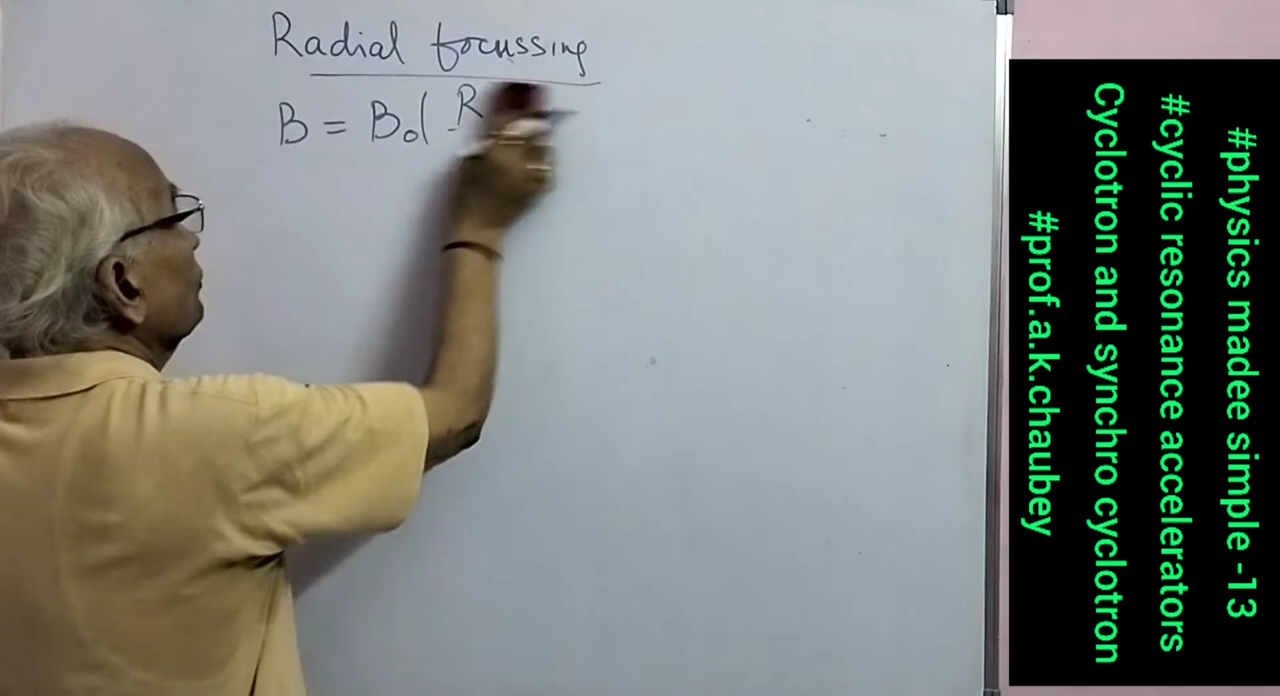 Radial focussing
B = B₀( R
#physics madee simple -13
#cyclic resonance accelerators
Cyclotron and synchro cyclotron
#prof.a.k.chaubey